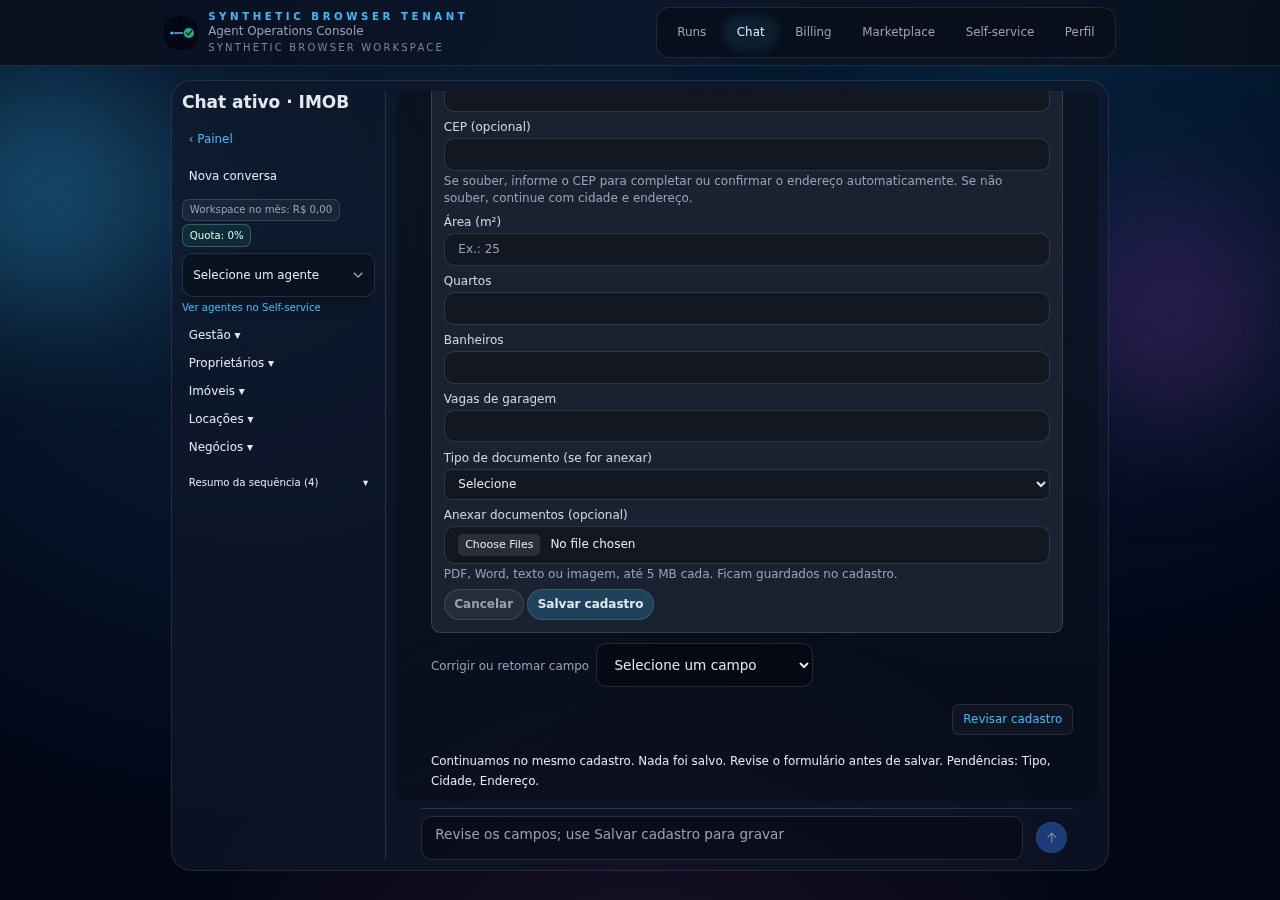 SYNTHETIC BROWSER TENANT
Agent Operations Console
SYNTHETIC BROWSER WORKSPACE
Runs
Chat
Billing
Marketplace
Self-service
Perfil
Chat ativo · IMOB
‹ Painel
Nova conversa
Workspace no mês: R$ 0,00
Quota: 0%
Selecione um agente
Ver agentes no Self-service
Gestão ▾
Proprietários ▾
Imóveis ▾
Locações ▾
Negócios ▾
Resumo da sequência (4) ▾
CEP (opcional)
Se souber, informe o CEP para completar ou confirmar o endereço automaticamente. Se não
souber, continue com cidade e endereço.
Área (m²)
Ex.: 25
Quartos
Banheiros
Vagas de garagem
Tipo de documento (se for anexar)
Selecione
Anexar documentos (opcional)
Choose Files No file chosen
PDF, Word, texto ou imagem, até 5 MB cada. Ficam guardados no cadastro.
Cancelar
Salvar cadastro
Corrigir ou retomar campo
Selecione um campo
Revisar cadastro
Continuamos no mesmo cadastro. Nada foi salvo. Revise o formulário antes de salvar. Pendências: Tipo,
Cidade, Endereço.
Revise os campos; use Salvar cadastro para gravar